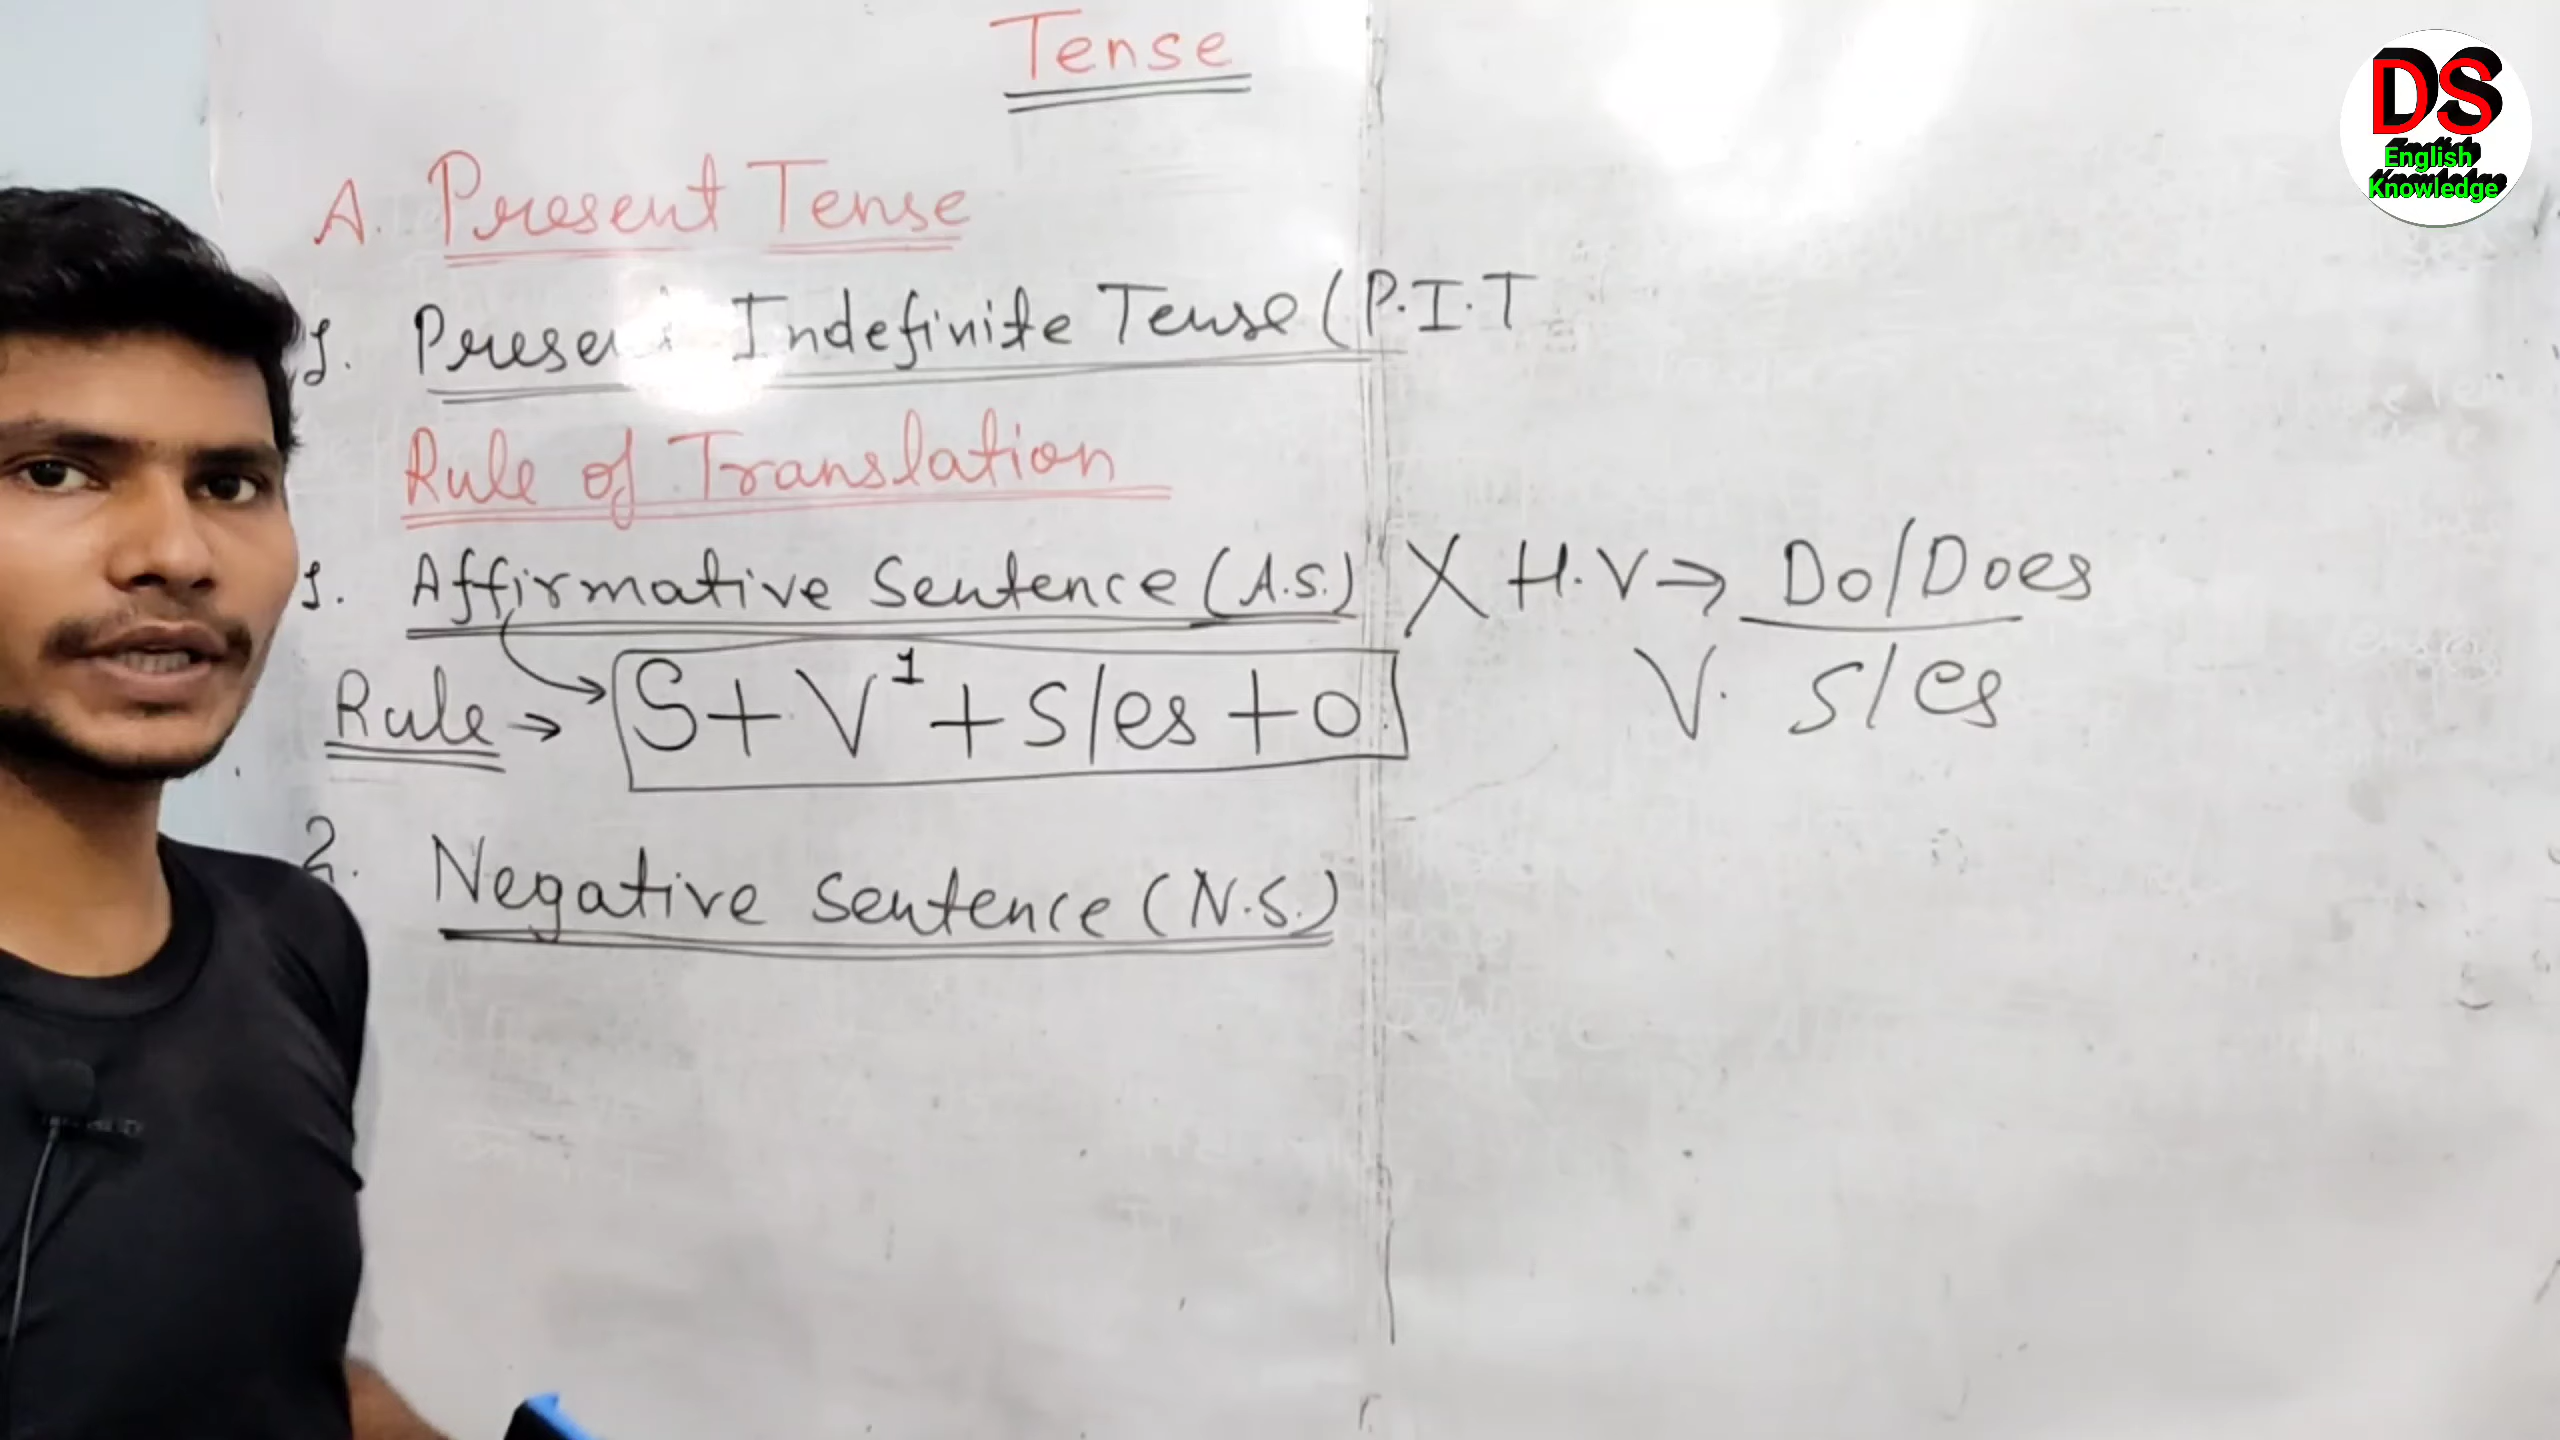 Tense
DS
English
Knowledge
A. Present Tense
1. Present Indefinite Tense (P.I.T
Rule of Translation
1. Affirmative Sentence (A.S.) X H.V → Do/Does
V. s/es
Rule → S + V¹ + s/es + o
2. Negative Sentence (N.S.)